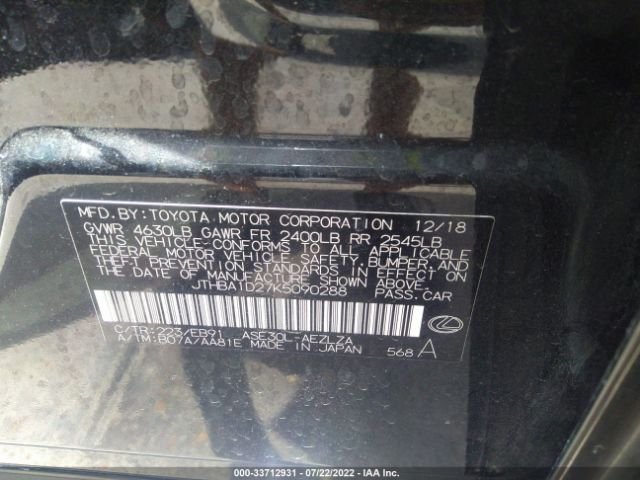 MFD.BY:TOYOTA MOTOR CORPORATION 12/18
GVWR 4630LB GAWR FR 2400LB RR 2545LB
THIS VEHICLE CONFORMS TO ALL APPLICABLE
FEDERAL MOTOR VEHICLE SAFETY,BUMPER,AND
THEFT PREVENTION STANDARDS IN EFFECT ON
THE DATE OF MANUFACTURE SHOWN ABOVE.
JTHBA1D27K5090288 PASS.CAR
C/TR:223/EB91 ASE30L-AEZLZA
A/TM:B07A/AA81E MADE IN JAPAN 568 A
000-33712931 - 07/22/2022 - IAA Inc.